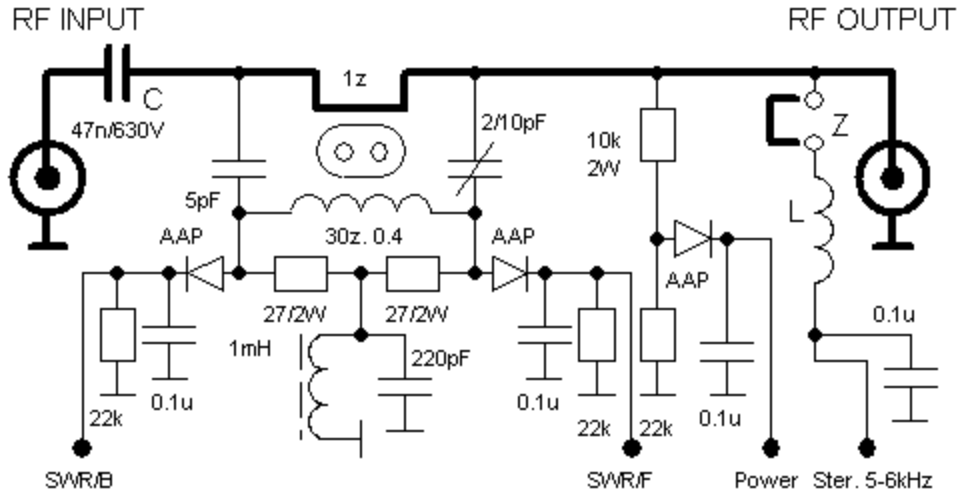 RF INPUT
RF OUTPUT
1z
C
47n/630V
2/10pF
10k
2W
Z
5pF
L
AAP
30z. 0.4
AAP
AAP
27/2W
27/2W
0.1u
1mH
220pF
0.1u
0.1u
0.1u
22k
22k
22k
SWR/B
SWR/F
Power
Ster. 5-6kHz